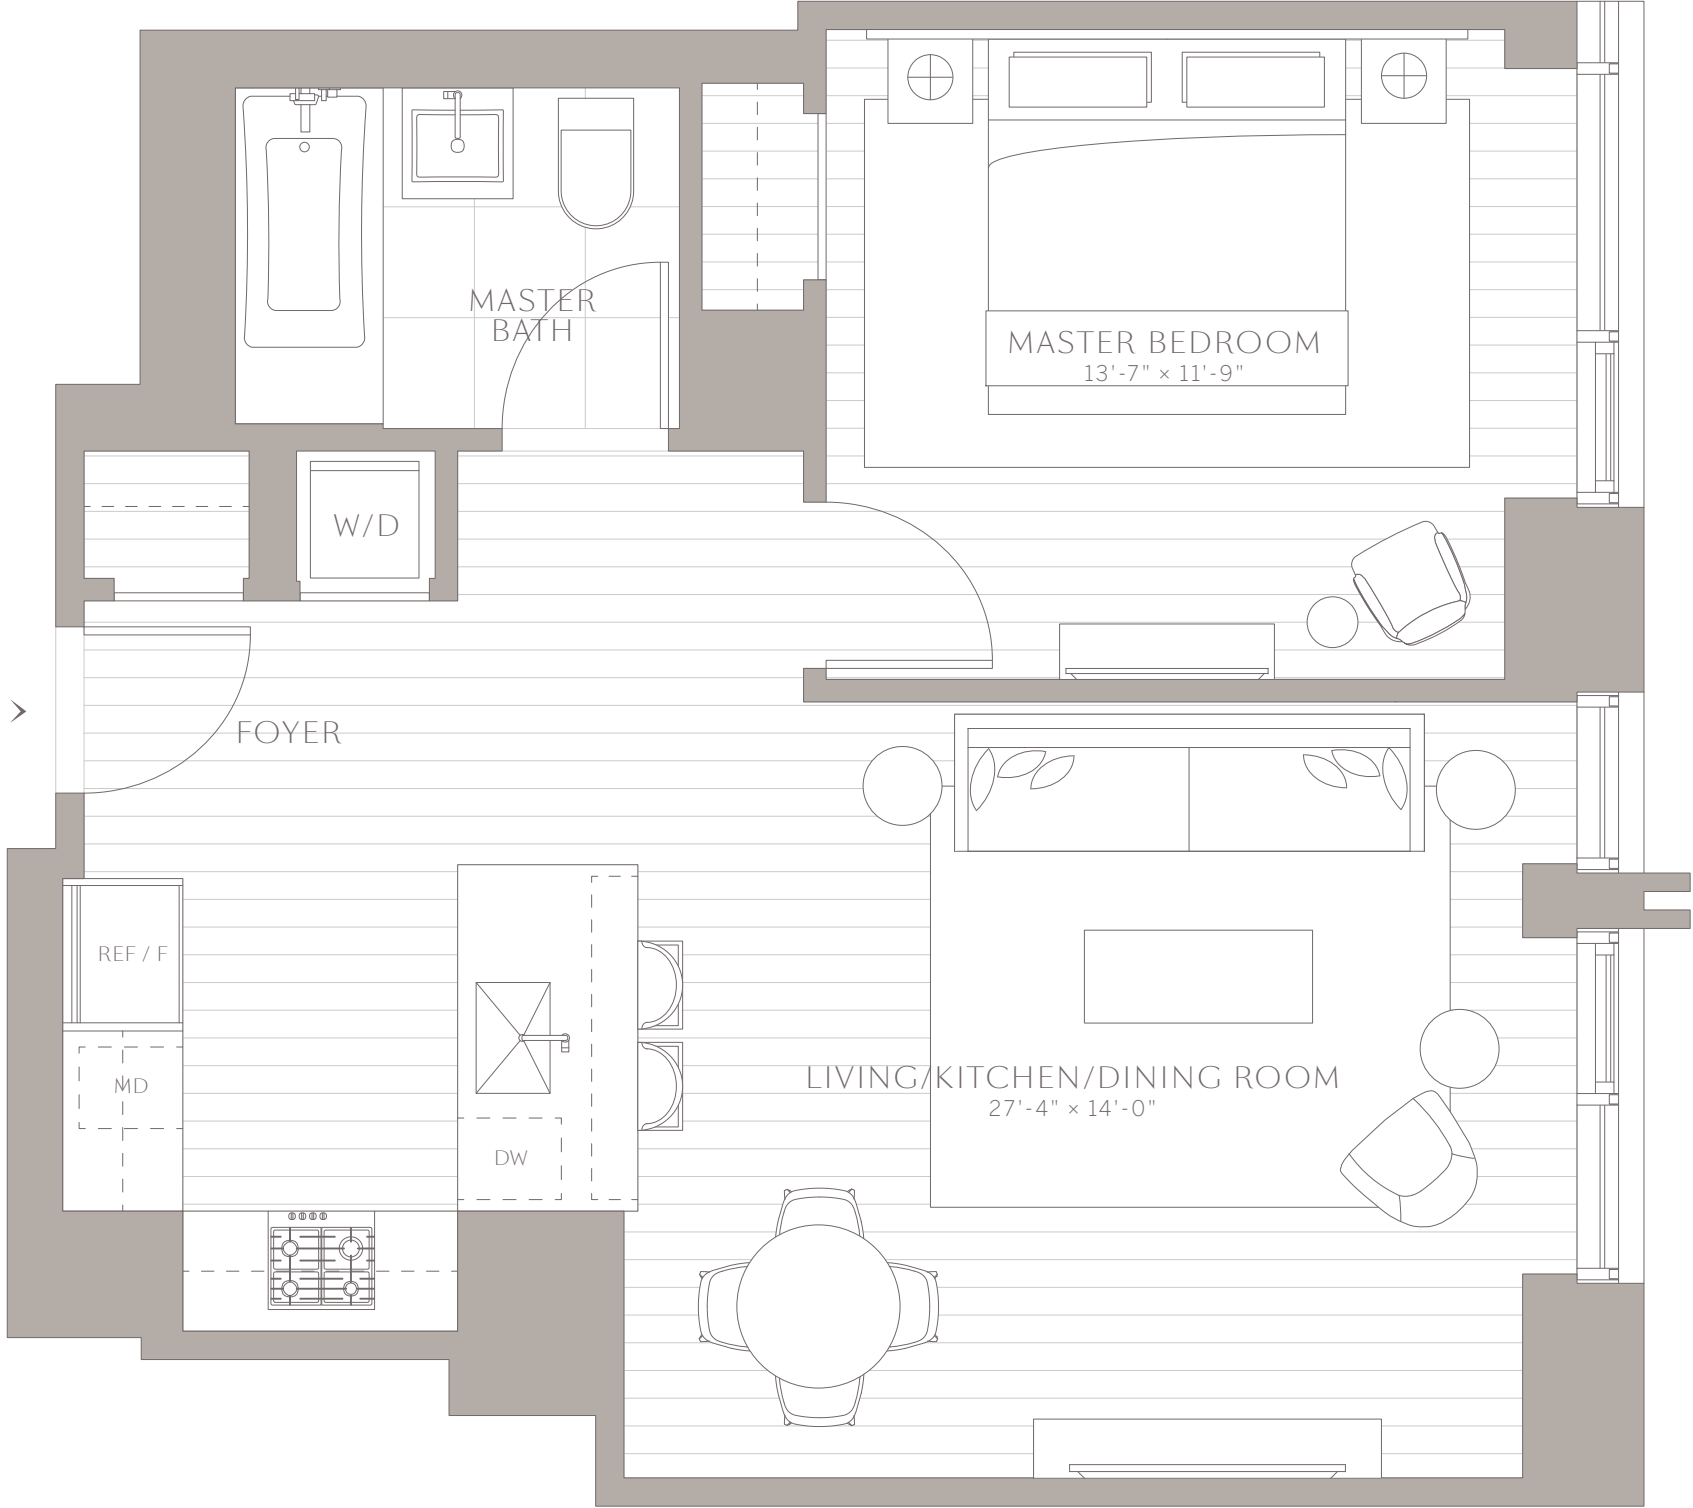 MASTER
BATH
MASTER BEDROOM
13'-7" × 11'-9"
W/D
FOYER
REF / F
MD
DW
LIVING/KITCHEN/DINING ROOM
27'-4" × 14'-0"